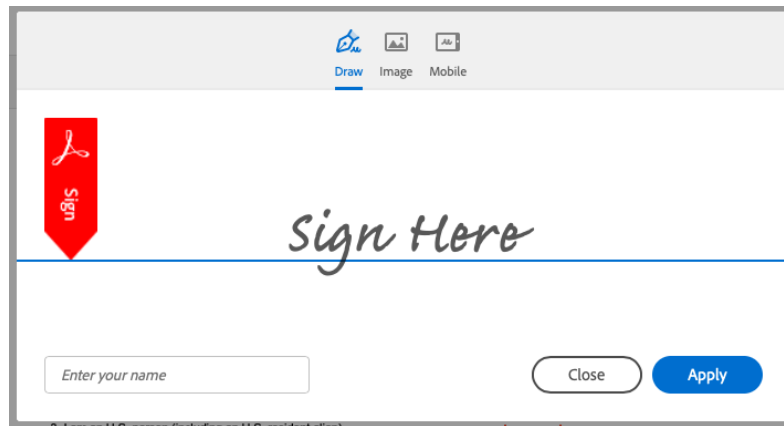 Draw Image Mobile
Sign
Sign Here
Enter your name
Close Apply